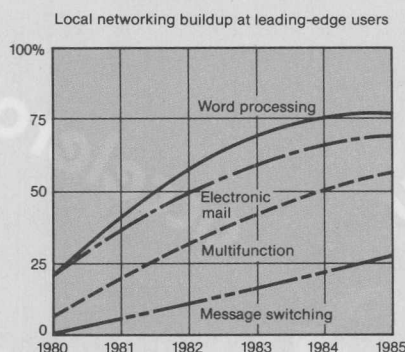 Local networking buildup at leading-edge users
100%
75
50
25
0
Word processing
Electronic
mail
Multifunction
Message switching
1980 1981 1982 1983 1984 1985